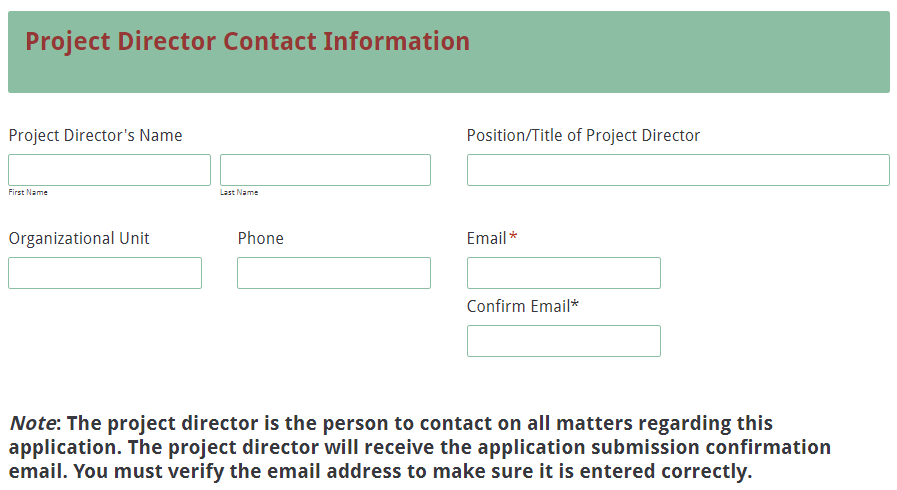 Project Director Contact Information
Project Director's Name
Position/Title of Project Director
First Name
Last Name
Organizational Unit
Phone
Email*
Confirm Email*
Note: The project director is the person to contact on all matters regarding this
application. The project director will receive the application submission confirmation
email. You must verify the email address to make sure it is entered correctly.